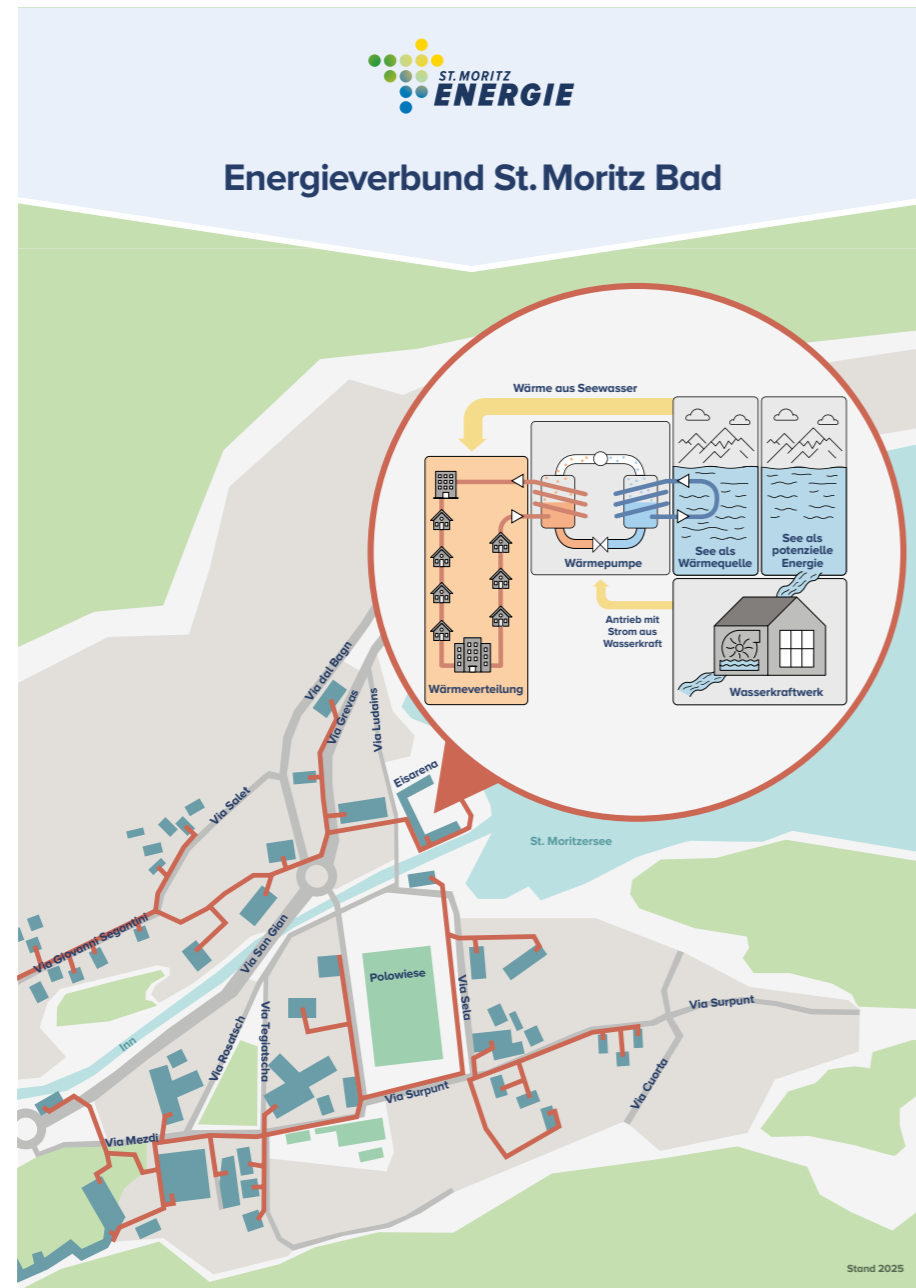 ST. MORITZ
ENERGIE
Energieverbund St. Moritz Bad
Wärme aus Seewasser
Wärmepumpe
See als
Wärmequelle
See als
potenzielle
Energie
Antrieb mit
Strom aus
Wasserkraft
Wärmeverteilung
Wasserkraftwerk
Via dal Bagn
Via Grevas
Via Ludains
Eisarena
Via Salet
St. Moritzersee
Via Giovanni Segantini
Via San Gian
Polowiese
Via Sela
Via Surpunt
Inn
Via Rosatsch
Via Tegiatscha
Via Surpunt
Via Cuorta
Via Mezdi
Stand 2025